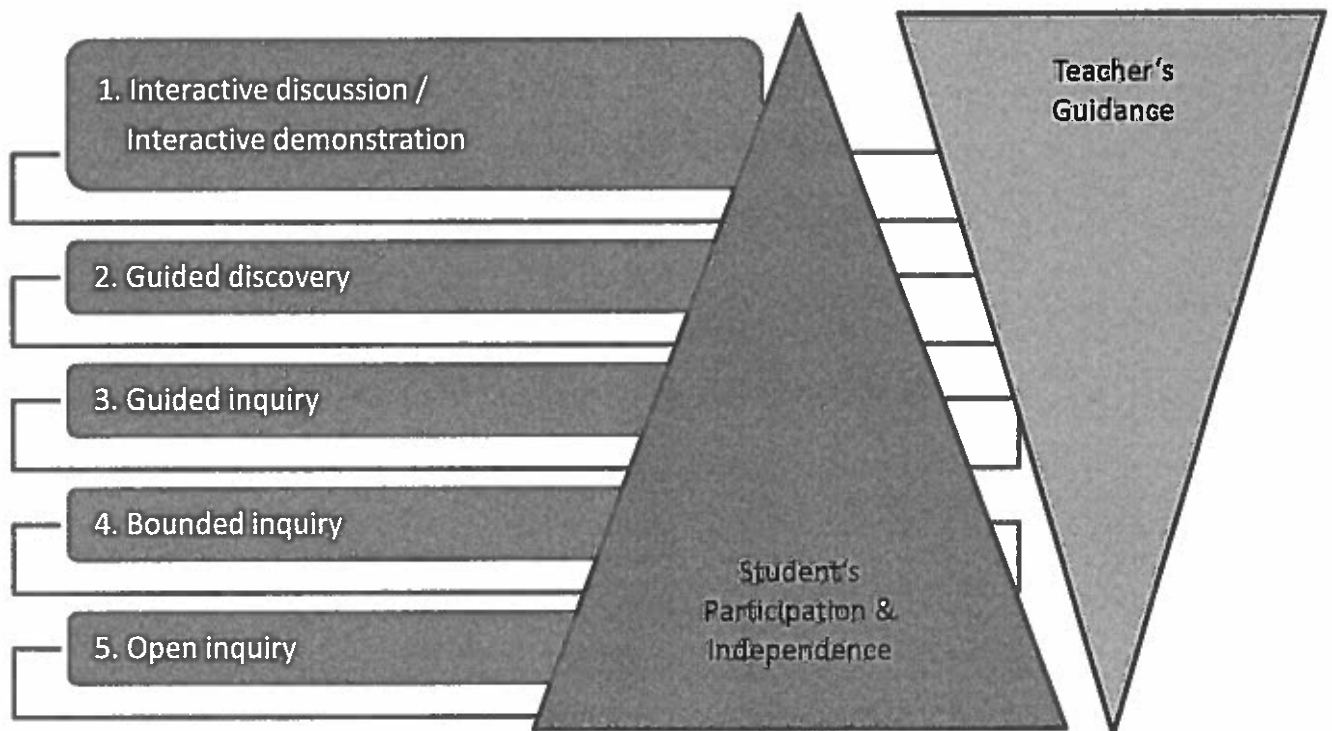 1. Interactive discussion /
Interactive demonstration
2. Guided discovery
3. Guided inquiry
4. Bounded inquiry
5. Open inquiry
Student's
Participation &
Independence
Teacher's
Guidance